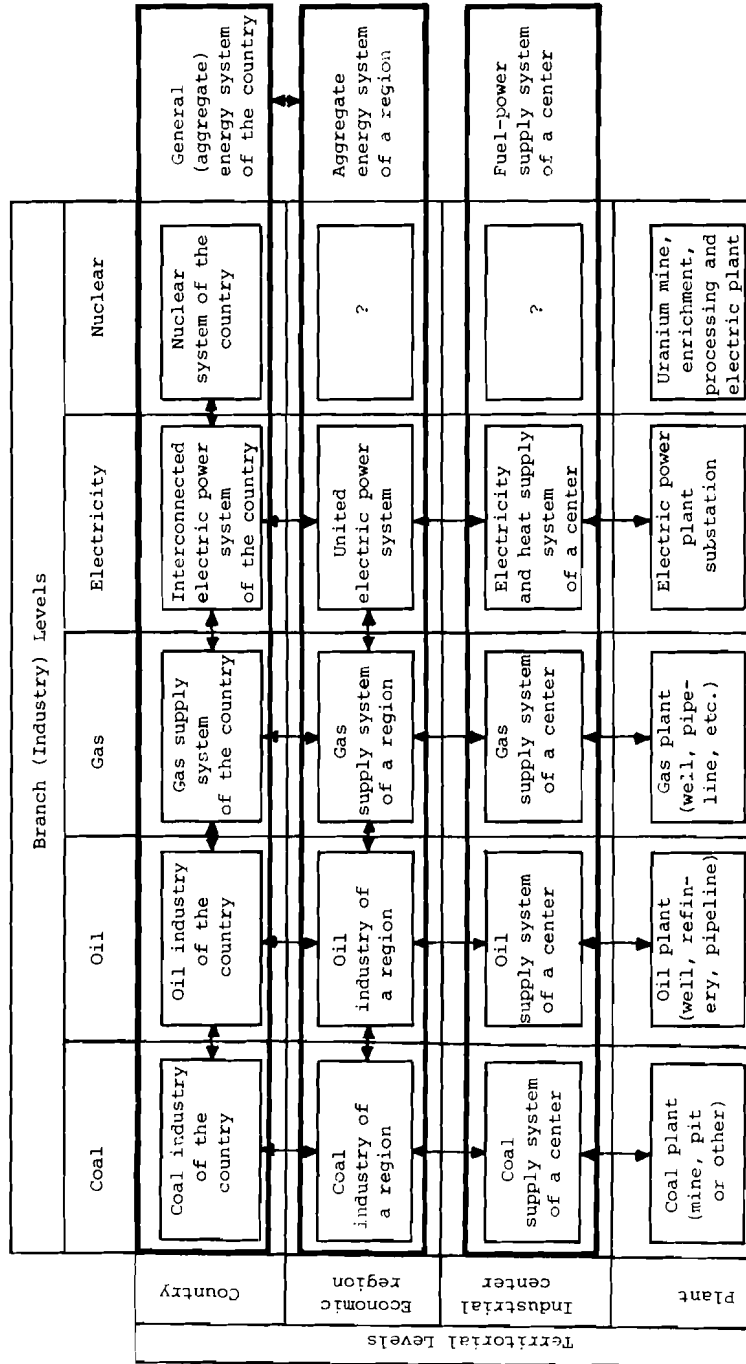 Branch (Industry) Levels
Coal
Oil
Gas
Electricity
Nuclear
Territorial Levels
Country
Coal industry
of the
country
Oil industry
of the
country
Gas supply
system
of the country
Interconnected
electric power
system
of the country
Nuclear
system of the
country
General
(aggregate)
energy system
of the country
Economic
region
Coal
industry of
a region
Oil
industry of
a region
Gas
supply system
of a region
United
electric power
system
?
Aggregate
energy system
of a region
Industrial
center
Coal
supply system
of a center
Oil
supply system
of a center
Gas
supply system
of a center
Electricity
and heat supply
system
of a center
?
Fuel-power
supply system
of a center
Plant
Coal plant
(mine, pit
or other)
Oil plant
(well, refin-
ery, pipeline)
Gas plant
(well, pipe-
line, etc.)
Electric power
plant
substation
Uranium mine,
enrichment,
processing and
electric plant